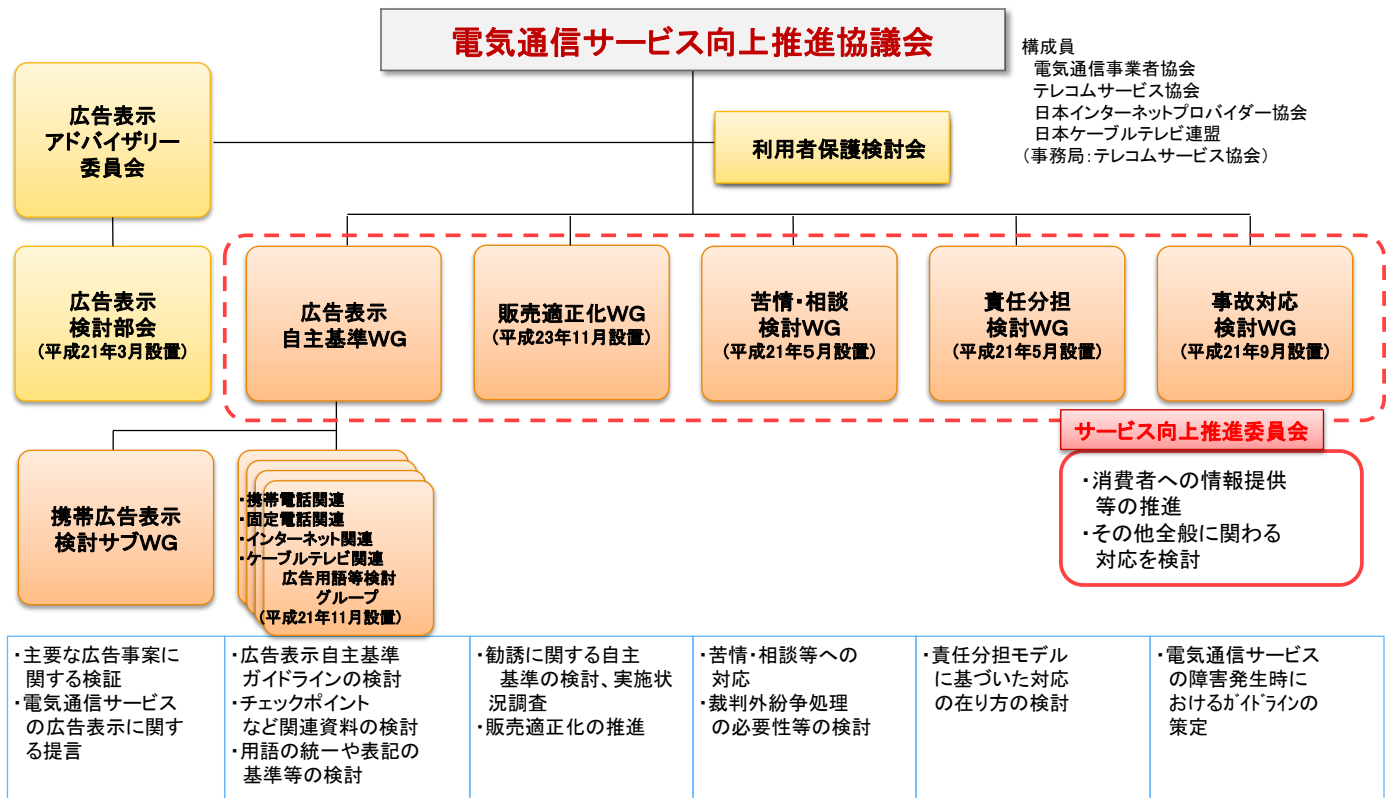 電気通信サービス向上推進協議会
構成員
電気通信事業者協会
テレコムサービス協会
日本インターネットプロバイダー協会
日本ケーブルテレビ連盟
(事務局:テレコムサービス協会)
広告表示
アドバイザリー
委員会
利用者保護検討会
広告表示
検討部会
(平成21年3月設置)
広告表示
自主基準WG
販売適正化WG
(平成23年11月設置)
苦情・相談
検討WG
(平成21年5月設置)
責任分担
検討WG
(平成21年5月設置)
事故対応
検討WG
(平成21年9月設置)
サービス向上推進委員会
・消費者への情報提供
等の推進
・その他全般に関わる
対応を検討
携帯広告表示
検討サブWG
・携帯電話関連
・固定電話関連
・インターネット関連
・ケーブルテレビ関連
広告用語等検討
グループ
(平成21年11月設置)
・主要な広告事案に
関する検証
・電気通信サービス
の広告表示に関す
る提言
・広告表示自主基準
ガイドラインの検討
・チェックポイント
など関連資料の検討
・用語の統一や表記の
基準等の検討
・勧誘に関する自主
基準の検討、実施状
況調査
・販売適正化の推進
・苦情・相談等への
対応
・裁判外紛争処理
の必要性等の検討
・責任分担モデル
に基づいた対応
の在り方の検討
・電気通信サービス
の障害発生時に
おけるガイドラインの
策定